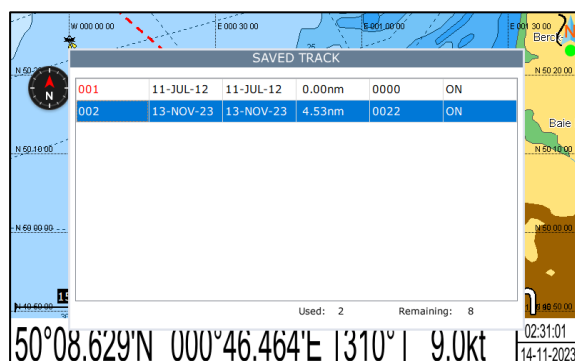 W 000 00 00 E 000 30 00 E 001 00 00 E 001 30 00
Berck
N
SAVED TRACK
N 50 20 00
N
001 11-JUL-12 11-JUL-12 0.00nm 0000 ON
002 13-NOV-23 13-NOV-23 4.53nm 0022 ON
Baie
N 50 10 00 N 50 10 00
N 50 00 00 N 50 00 00
Used: 2 Remaining: 8
50°08.629'N 000°46.464'E 310°T 9.0kt
02:31:01
14-11-2023